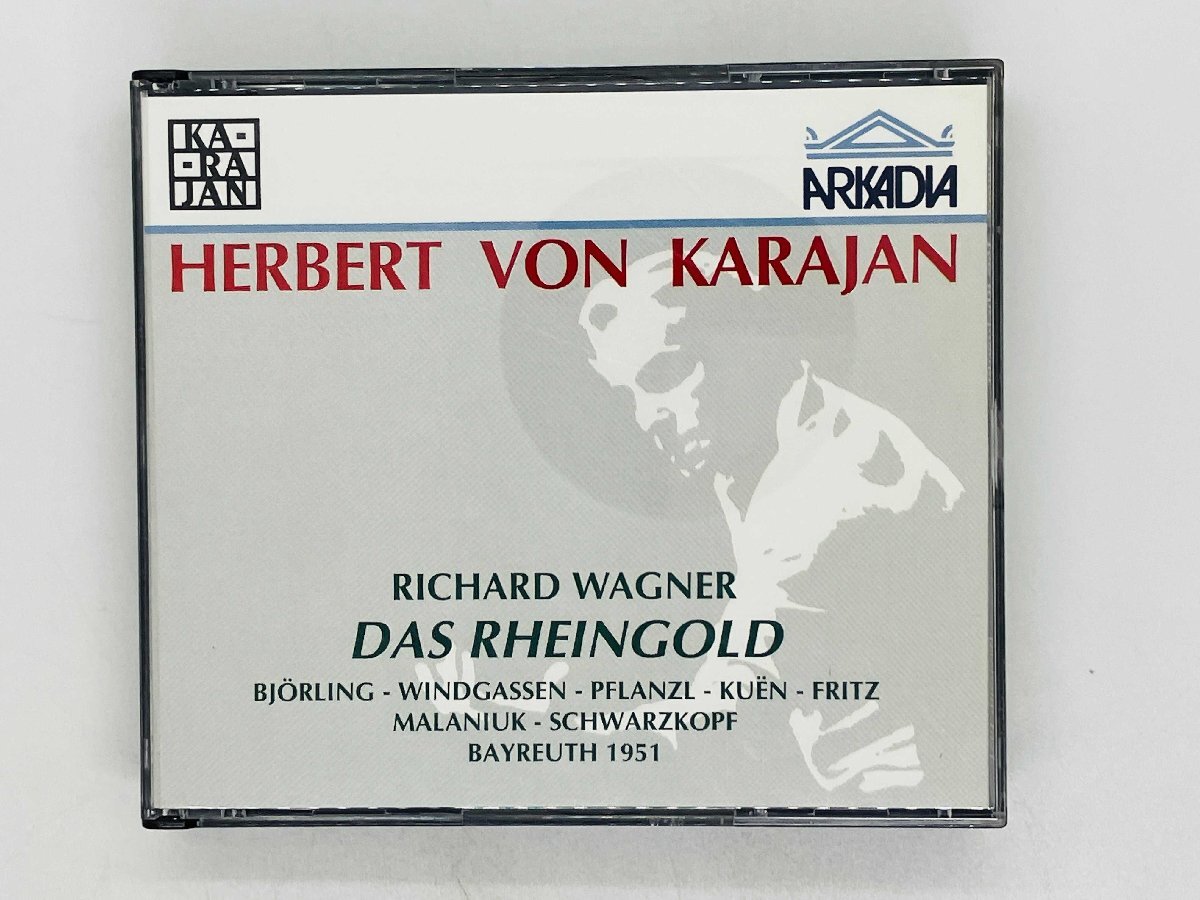 KA-
-RA
JAN
ARKADIA
HERBERT VON KARAJAN
RICHARD WAGNER
DAS RHEINGOLD
BJÖRLING - WINDGASSEN - PFLANZL - KUËN - FRITZ
MALANIUK - SCHWARZKOPF
BAYREUTH 1951